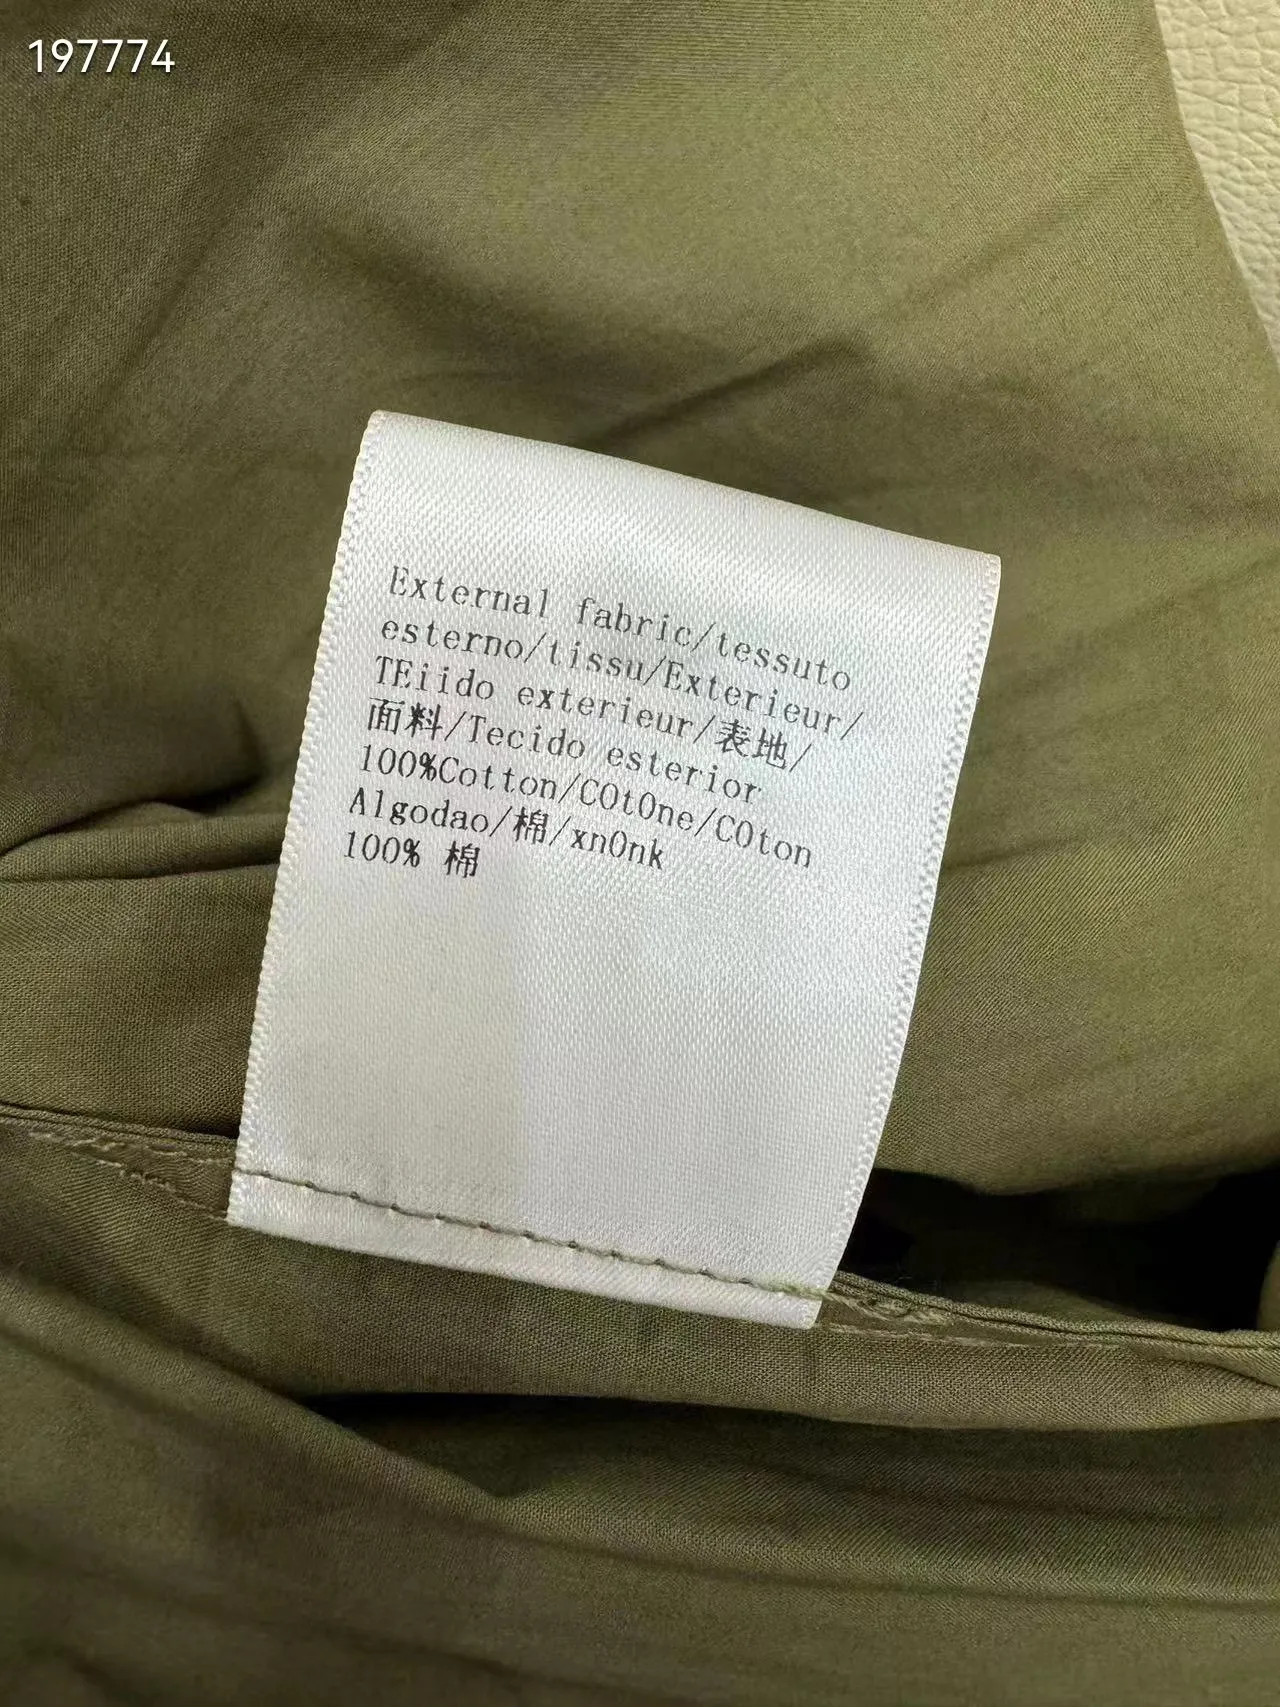 197774
External fabric/tessuto
esterno/tissu/Exterieur/
TEiido exterieur/表地/
面料/Tecido esterior
100%Cotton/COtOne/COton
Algodao/棉/xnOnk
100% 棉